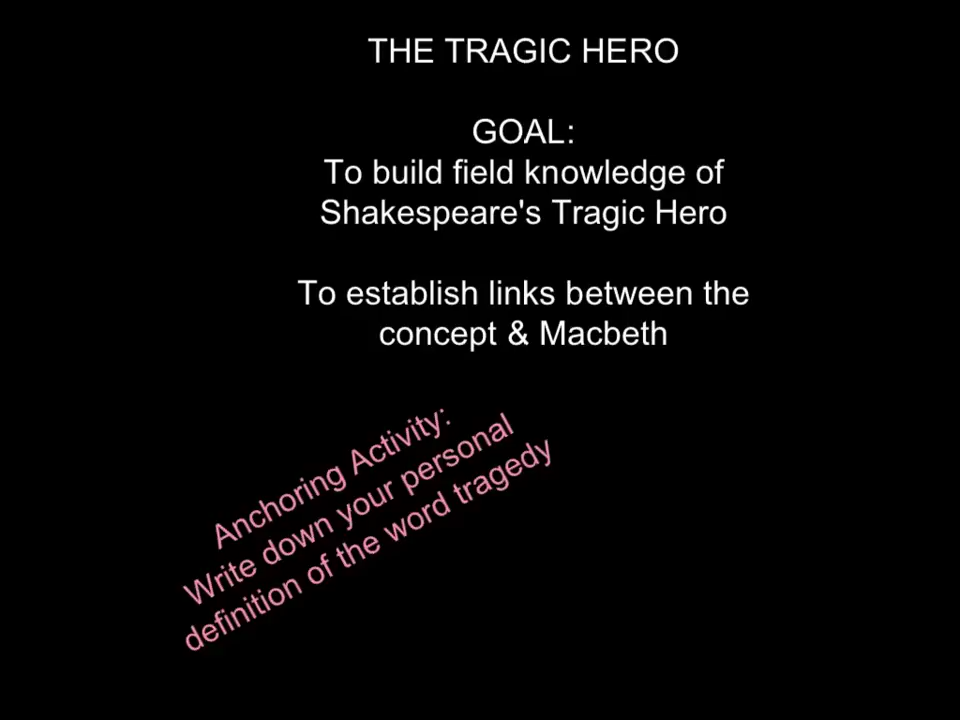 THE TRAGIC HERO
GOAL:
To build field knowledge of
Shakespeare's Tragic Hero
To establish links between the
concept & Macbeth
Anchoring Activity:
Write down your personal
definition of the word tragedy